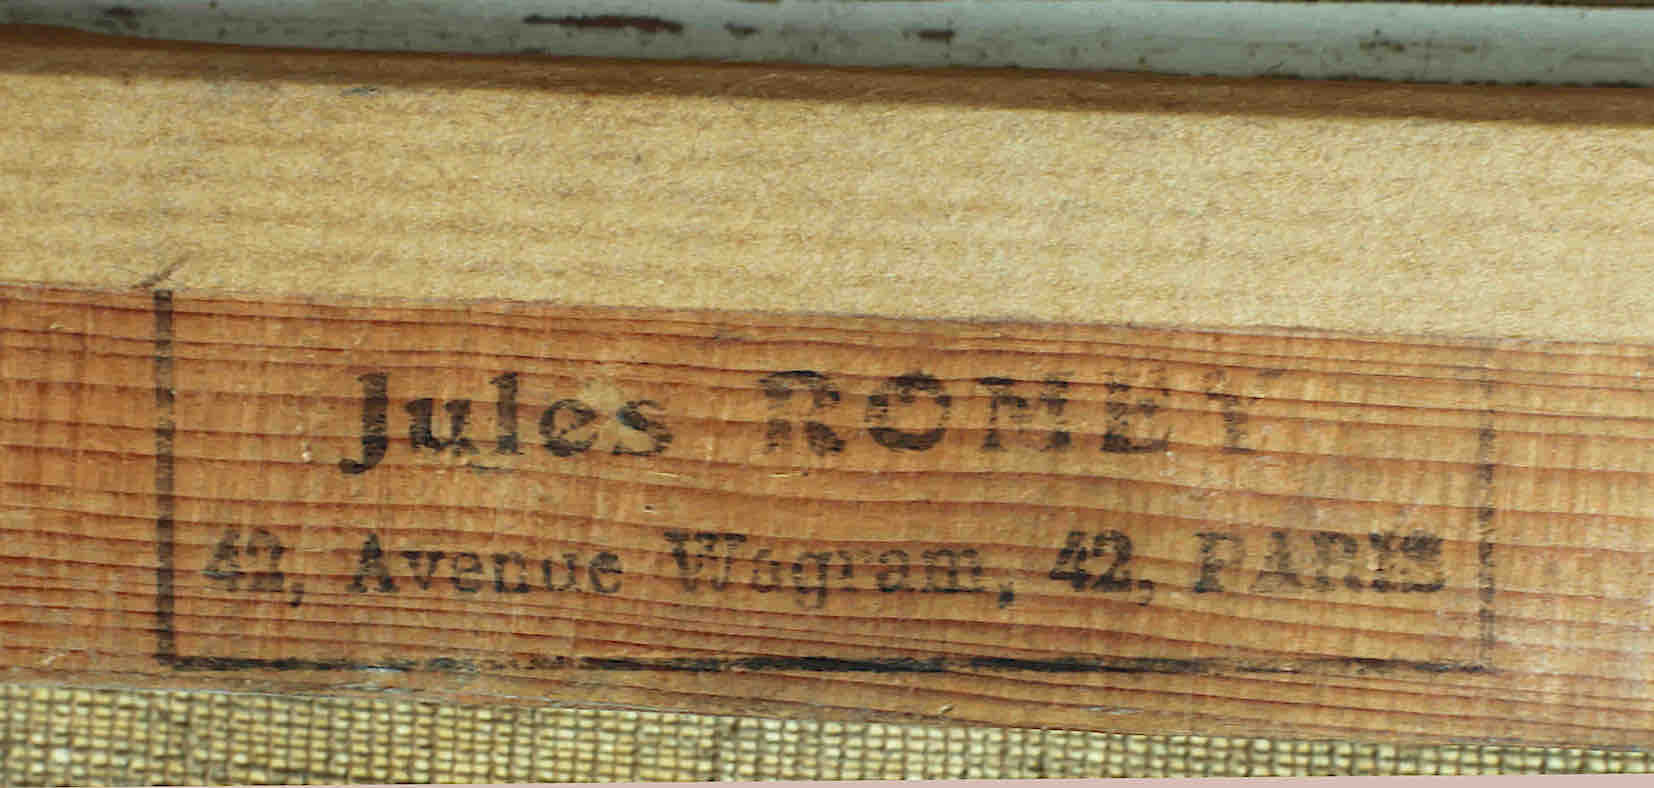 Jules ROMEY
42, Avenue Wagram, 42, PARIS